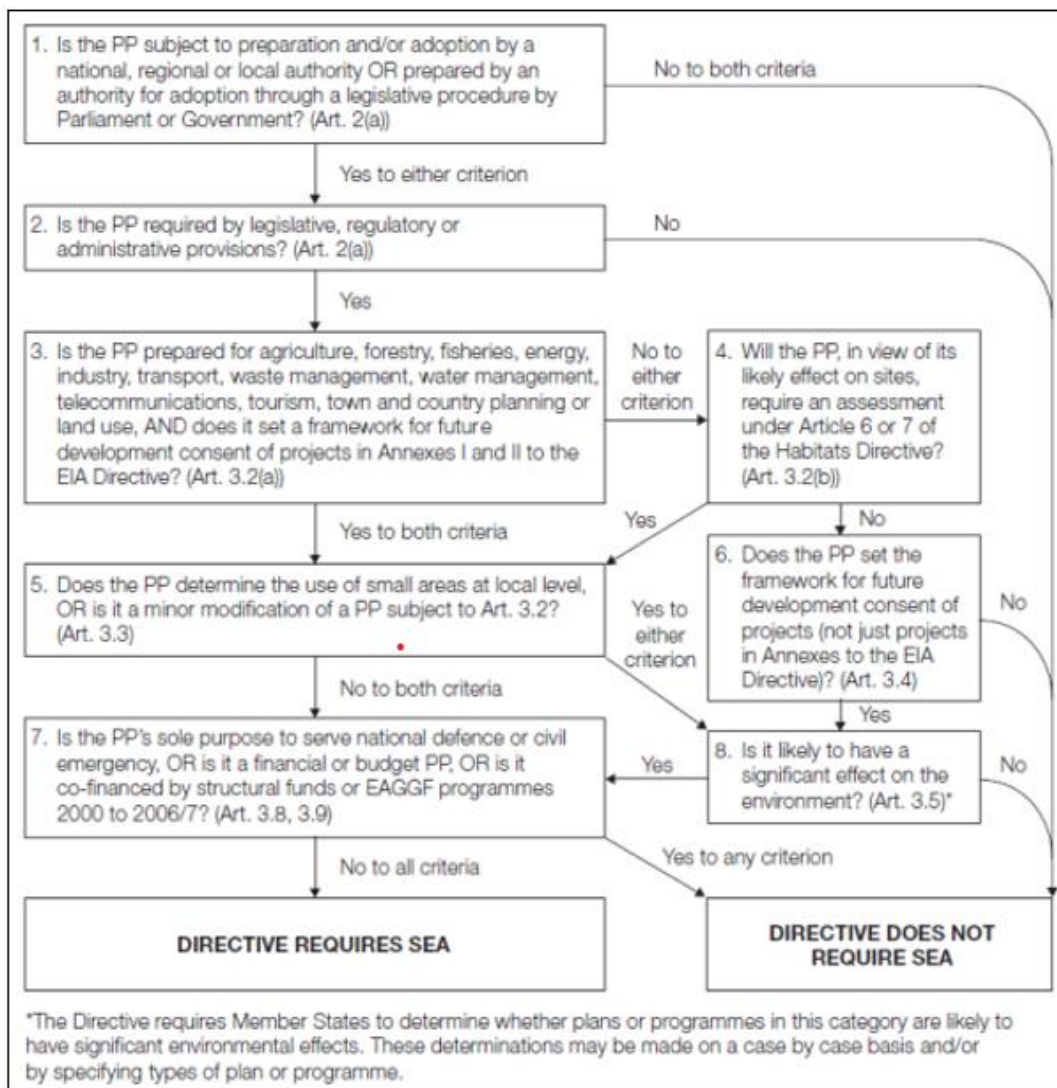 1. Is the PP subject to preparation and/or adoption by a
national, regional or local authority OR prepared by an
authority for adoption through a legislative procedure by
Parliament or Government? (Art. 2(a))
No to both criteria
Yes to either criterion
2. Is the PP required by legislative, regulatory or
administrative provisions? (Art. 2(a))
No
Yes
3. Is the PP prepared for agriculture, forestry, fisheries, energy,
industry, transport, waste management, water management,
telecommunications, tourism, town and country planning or
land use, AND does it set a framework for future
development consent of projects in Annexes I and II to the
EIA Directive? (Art. 3.2(a))
No to
either
criterion
4. Will the PP, in view of its
likely effect on sites,
require an assessment
under Article 6 or 7
of the Habitats Directive?
(Art. 3.2(b))
Yes to both criteria
Yes
No
5. Does the PP determine the use of small areas at local level,
OR is it a minor modification of a PP subject to Art. 3.2?
(Art. 3.3)
Yes to
either
criterion
6. Does the PP set the
framework for future
development consent of
projects (not just projects
in Annexes to the EIA
Directive)? (Art. 3.4)
No
No to both criteria
Yes
7. Is the PP's sole purpose to serve national defence or civil
emergency, OR is it a financial or budget PP, OR is it
co-financed by structural funds or EAGGF programmes
2000 to 2006/7? (Art. 3.8, 3.9)
Yes
8. Is it likely to have a
significant effect on the
environment? (Art. 3.5)*
No
No to all criteria
Yes to any criterion
DIRECTIVE REQUIRES SEA
DIRECTIVE DOES NOT
REQUIRE SEA
*The Directive requires Member States to determine whether plans or programmes in this category are likely to
have significant environmental effects. These determinations may be made on a case by case basis and/or
by specifying types of plan or programme.